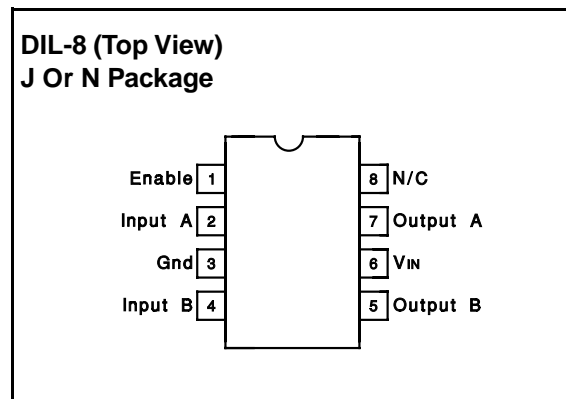 DIL-8 (Top View)
J Or N Package
Enable 1 8 N/C
Input A 2 7 Output A
Gnd 3 6 VIN
Input B 4 5 Output B